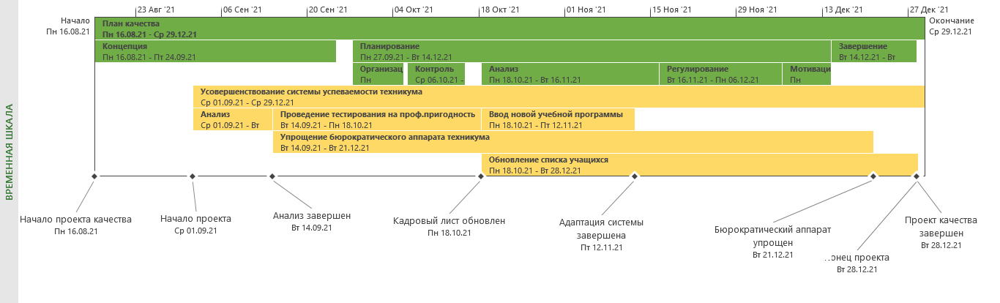 23 Авг '21
06 Сен '21
20 Сен '21
04 Окт '21
18 Окт '21
01 Ноя '21
15 Ноя '21
29 Ноя '21
13 Дек '21
27 Дек '21
Начало
Пн 16.08.21
Окончание
Ср 29.12.21
План качества
Пн 16.08.21 - Ср 29.12.21
Концепция
Пн 16.08.21 - Пт 24.09.21
Планирование
Пн 27.09.21 - Вт 14.12.21
Завершение
Вт 14.12.21 - Вт
Организац
Пн
Контроль
Ср 06.10.21 -
Анализ
Пн 18.10.21 - Вт 16.11.21
Регулирование
Вт 16.11.21 - Пн 06.12.21
Мотиваци
Пн
Усовершенствование системы успеваемости техникума
Ср 01.09.21 - Ср 29.12.21
Анализ
Ср 01.09.21 - Вт
Проведение тестирования на проф.пригодность
Вт 14.09.21 - Пн 18.10.21
Ввод новой учебной программы
Пн 18.10.21 - Пт 12.11.21
Упрощение бюрократического аппарата техникума
Вт 14.09.21 - Вт 21.12.21
Обновление списка учащихся
Пн 18.10.21 - Вт 28.12.21
ВРЕМЕННАЯ ШКАЛА
Начало проекта качества
Пн 16.08.21
Начало проекта
Ср 01.09.21
Анализ завершен
Вт 14.09.21
Кадровый лист обновлен
Пн 18.10.21
Адаптация системы
завершена
Пт 12.11.21
Бюрократический аппарат
упрощен
Вт 21.12.21
Конец проекта
Вт 28.12.21
Проект качества
завершен
Вт 28.12.21